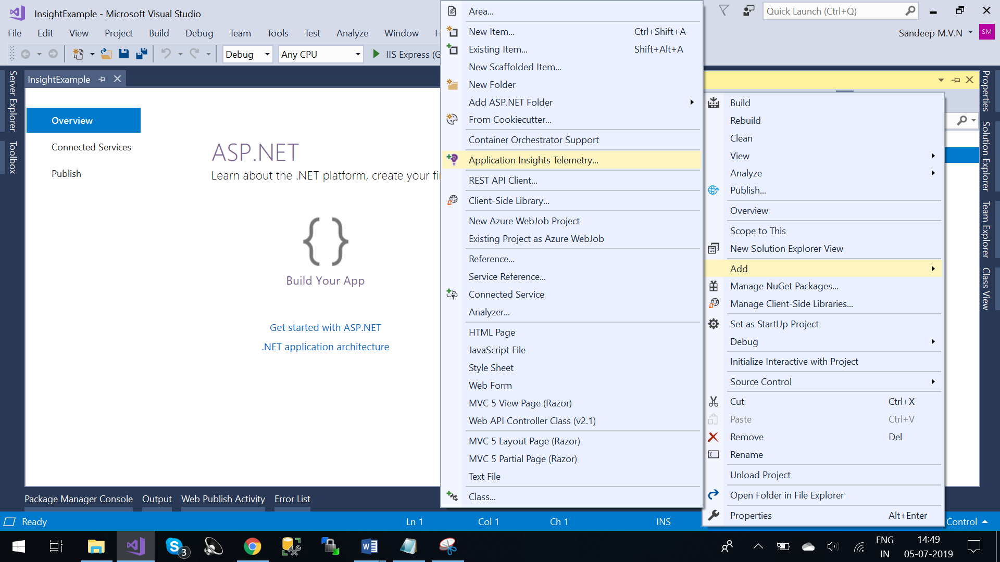 InsightExample - Microsoft Visual Studio
Quick Launch (Ctrl+Q)
File Edit View Project Build Debug Team Tools Test Analyze Window H
Sandeep M.V.N SM
Debug Any CPU IIS Express (G
InsightExample
Server Explorer
Toolbox
Overview
Connected Services
Publish
ASP.NET
Learn about the .NET platform, create your fi
{ }
Build Your App
Get started with ASP.NET
.NET application architecture
Area...
New Item... Ctrl+Shift+A
Existing Item... Shift+Alt+A
New Scaffolded Item...
New Folder
Add ASP.NET Folder
From Cookiecutter...
Container Orchestrator Support
Application Insights Telemetry...
REST API Client...
Client-Side Library...
New Azure WebJob Project
Existing Project as Azure WebJob
Reference...
Service Reference...
Connected Service
Analyzer...
HTML Page
JavaScript File
Style Sheet
Web Form
MVC 5 View Page (Razor)
Web API Controller Class (v2.1)
MVC 5 Layout Page (Razor)
MVC 5 Partial Page (Razor)
Text File
Class...
Build
Rebuild
Clean
View
Analyze
Publish...
Overview
Scope to This
New Solution Explorer View
Add
Manage NuGet Packages...
Manage Client-Side Libraries...
Set as StartUp Project
Debug
Initialize Interactive with Project
Source Control
Cut Ctrl+X
Paste Ctrl+V
Remove Del
Rename
Unload Project
Open Folder in File Explorer
Properties Alt+Enter
Properties
Solution Explorer
Team Explorer
Class View
Package Manager Console Output Web Publish Activity Error List
Ready Ln 1 Col 1 Ch 1 INS Control
3
ENG
IN
14:49
05-07-2019